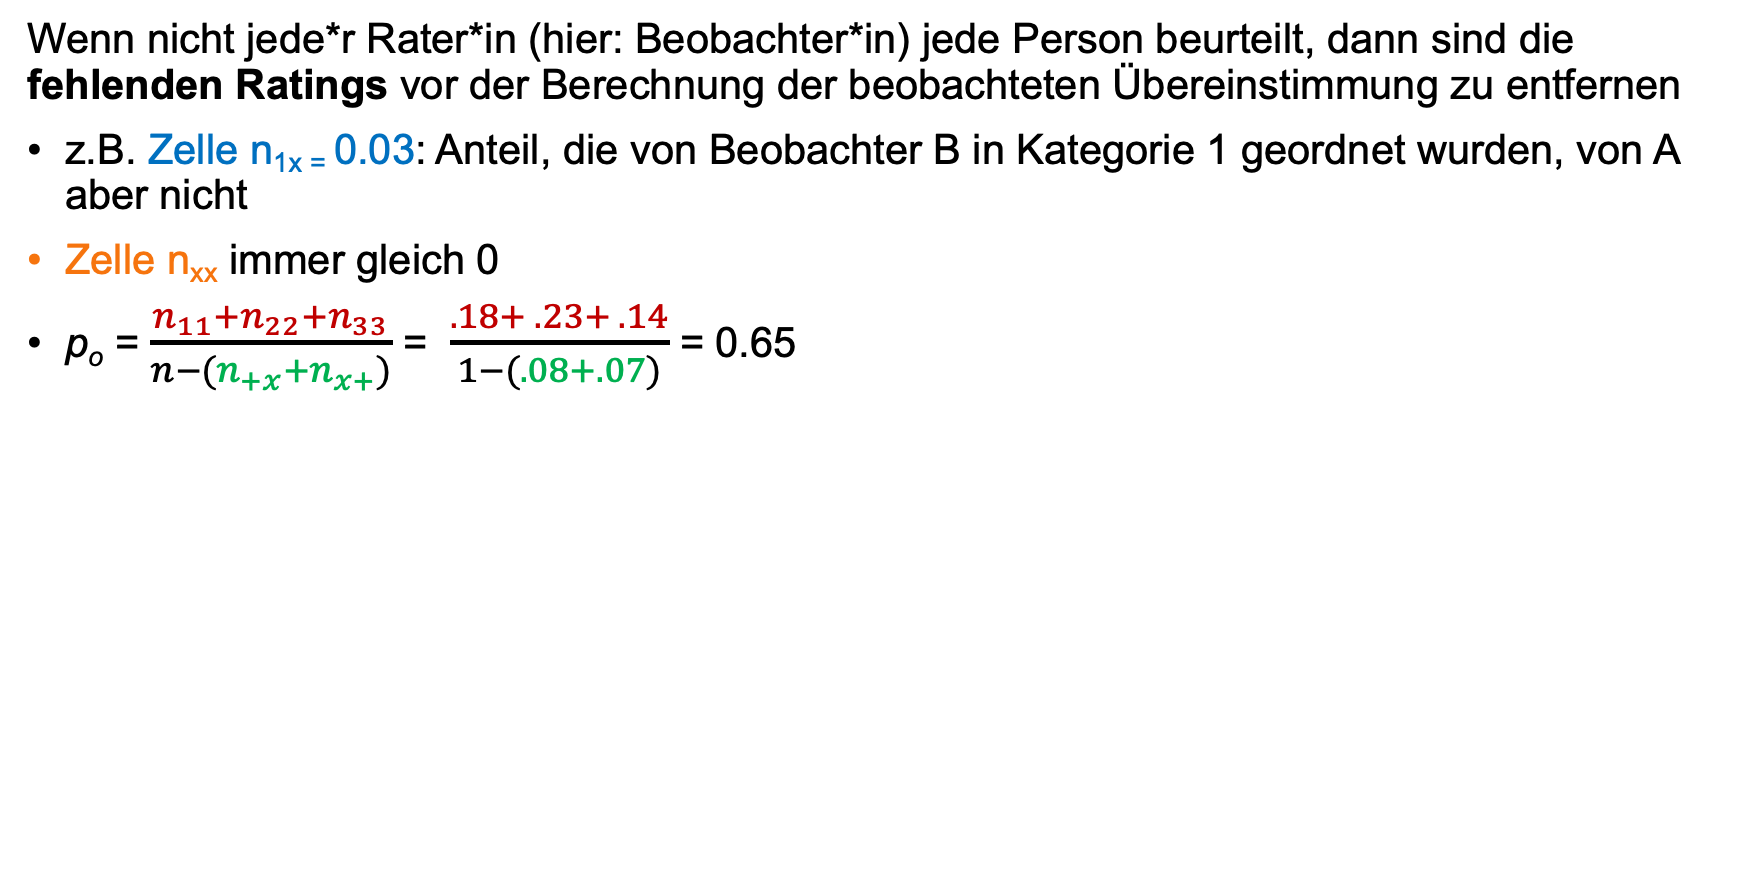 Wenn nicht jede*r Rater*in (hier: Beobachter*in) jede Person beurteilt, dann sind die
fehlenden Ratings vor der Berechnung der beobachteten Übereinstimmung zu entfernen
• z.B. Zelle n₁ₓ = 0.03: Anteil, die von Beobachter B in Kategorie 1 geordnet wurden, von A
aber nicht
• Zelle nₓₓ immer gleich 0
• pₒ = (n₁₁+n₂₂+n₃₃)/(n−(n₊ₓ+nₓ₊)) = (.18+ .23+ .14)/(1−(.08+.07)) = 0.65